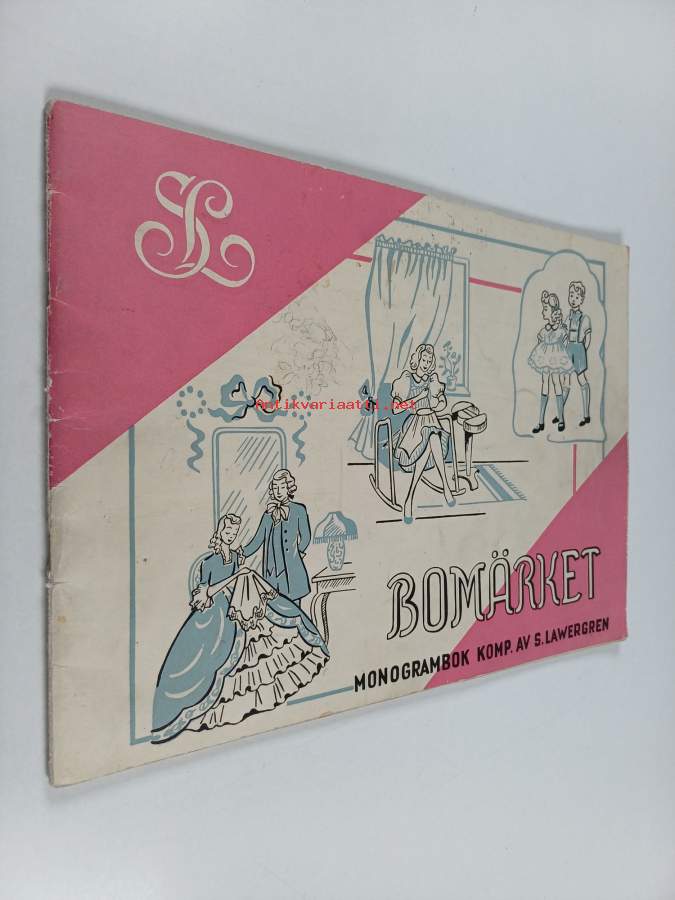 SL
Antikvariaatti.net
BOMÄRKET
MONOGRAMBOK KOMP. AV S. LAWERGREN